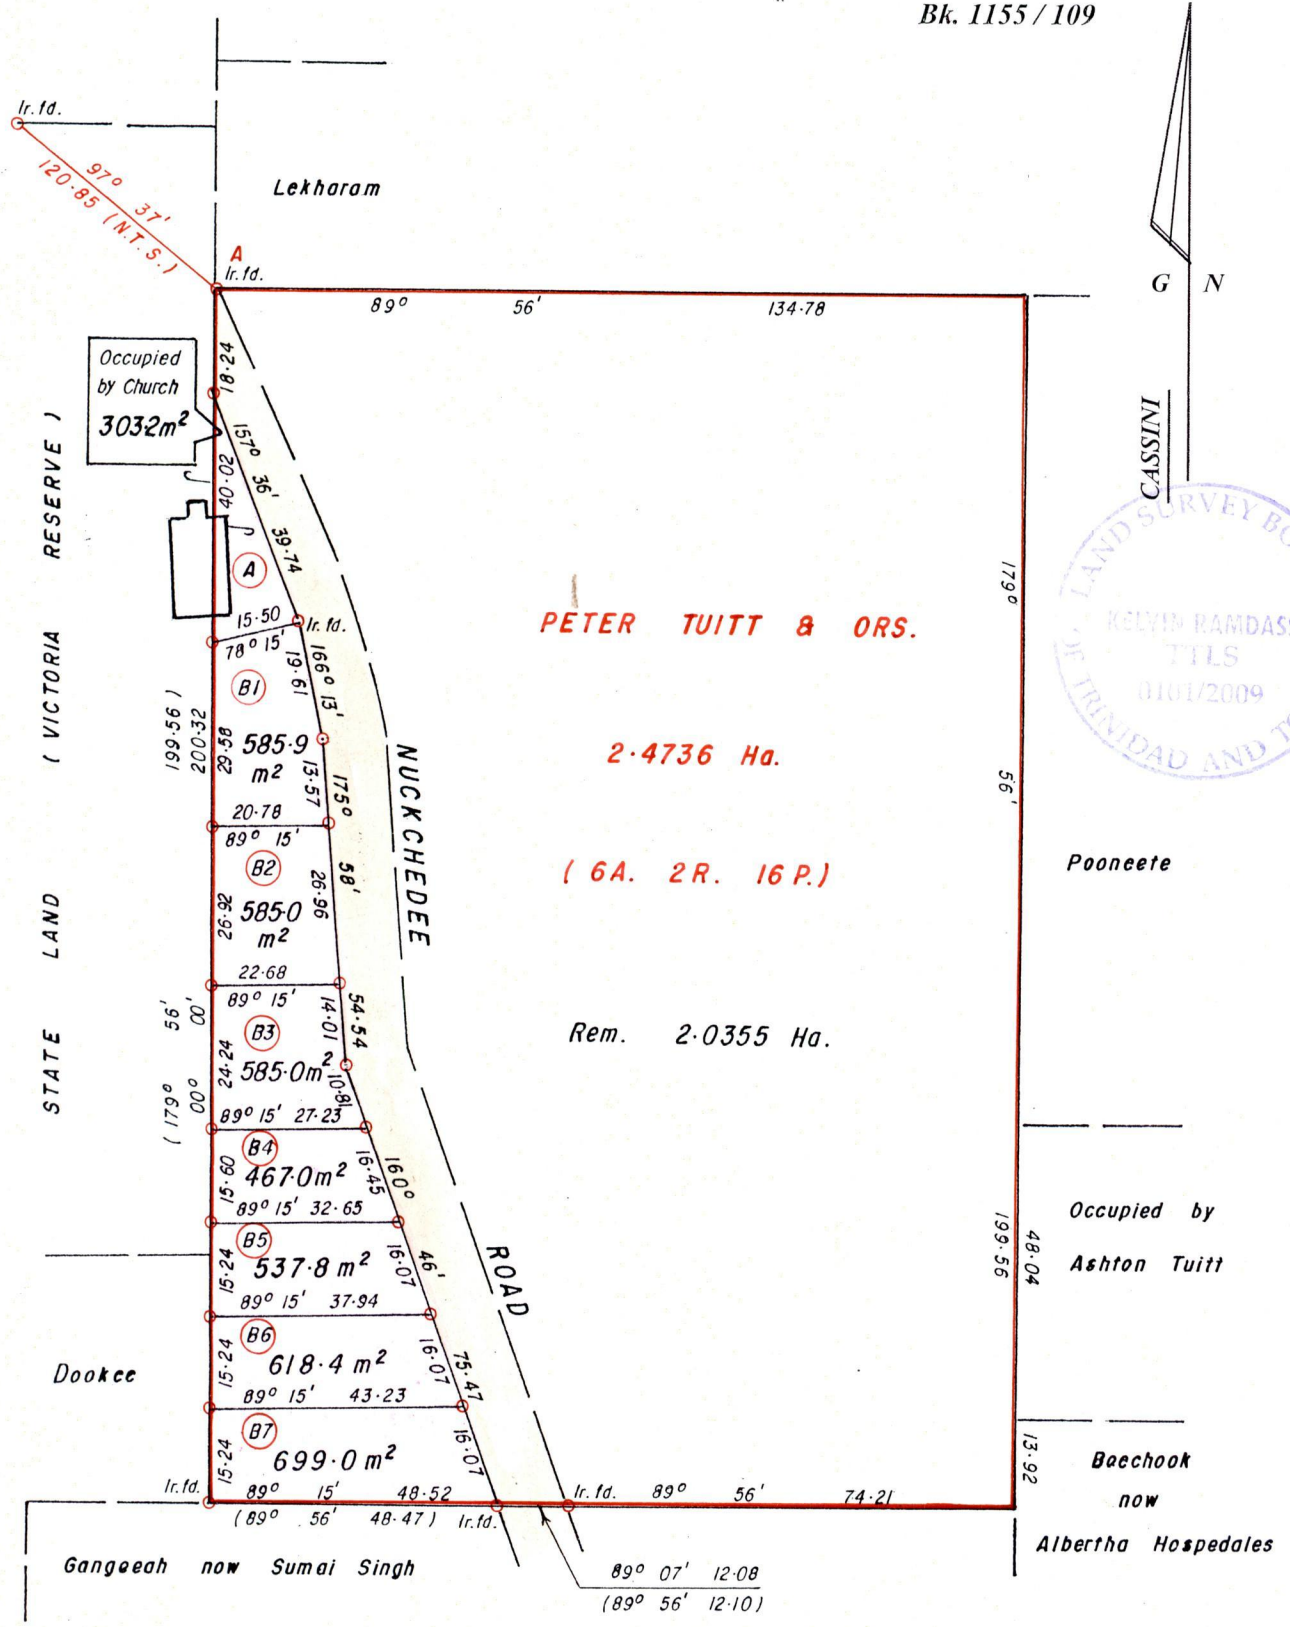 Bk. 1155 / 109
Ir. fd.
97° 37'
120·85 (N.T.S.)
Lekharam
A
Ir. fd.
89° 56' 134·78
G N
CASSINI
Occupied
by Church
303·2m²
18·24
157° 36'
40·02
39·74
A
15·50
Ir. fd.
78° 15'
19·61
166° 13'
B1
29·58
585·9
m²
13·57
175° 58'
20·78
89° 15'
B2
26·92
585·0
m²
26·96
22·68
89° 15'
14·01
54·54
B3
24·24
585·0m²
10·81
89° 15' 27·23
B4
15·60
467·0m²
16·45
160° 46'
89° 15' 32·65
B5
15·24
537·8 m²
16·07
89° 15' 37·94
B6
15·24
618·4 m²
16·07
75·47
89° 15' 43·23
B7
15·24
699·0 m²
16·07
Ir. fd.
89° 15' 48·52
(89° 56' 48·47)
Ir. fd.
Ir. fd.
89° 56' 74·21
89° 07' 12·08
(89° 56' 12·10)
STATE LAND (VICTORIA RESERVE)
(179° 56' 199·56)
00° 00' 200·32
NUCKCHEDEE ROAD
PETER TUITT & ORS.
2·4736 Ha.
(6A. 2R. 16P.)
Rem. 2·0355 Ha.
179° 56' 199·56
LAND SURVEY BO
KELVIN RAMDASS
TTLS
0101/2009
TRINIDAD AND TO
Pooneete
Occupied by
Ashton Tuitt
48·04
13·92
Beechook
now
Albertha Hospedales
Dookee
Gangeeah now Sumai Singh